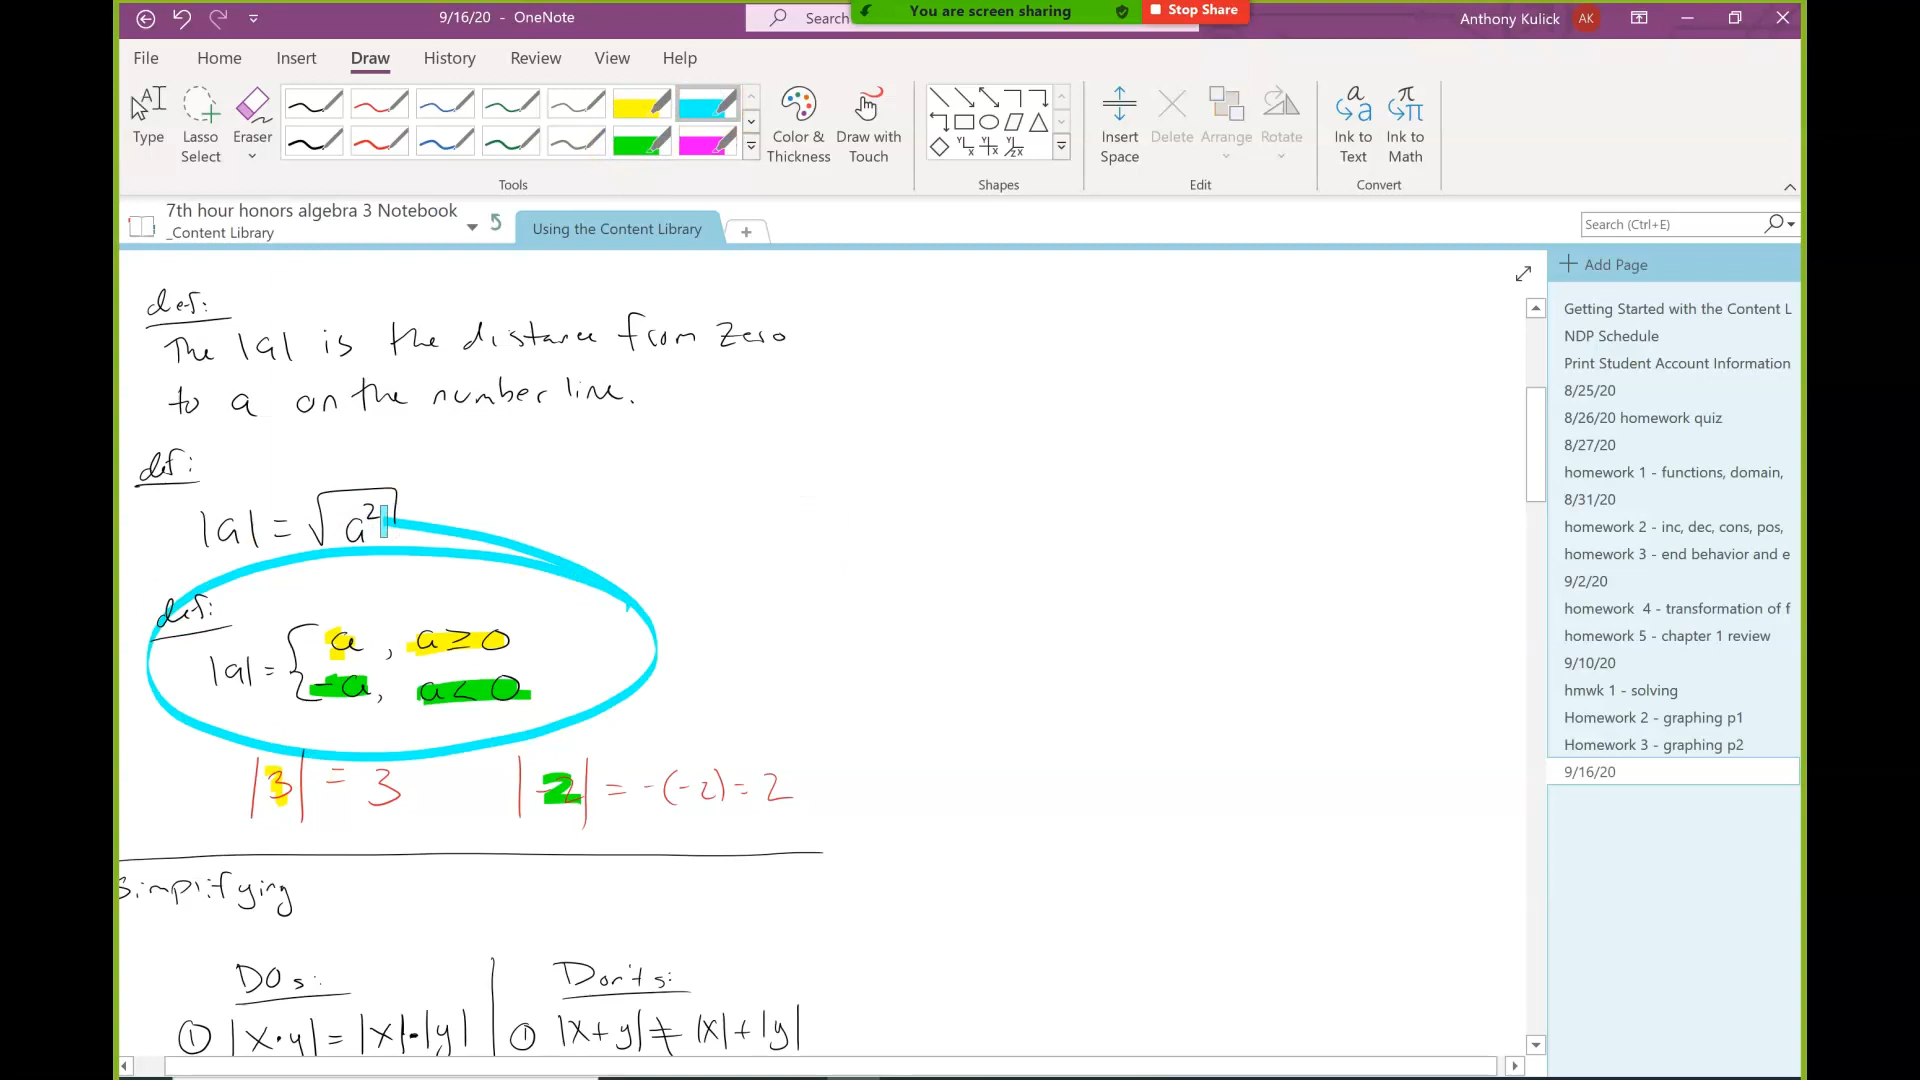 9/16/20 - OneNote
Search
You are screen sharing
Stop Share
Anthony Kulick
AK
File
Home
Insert
Draw
History
Review
View
Help
Type
Lasso Select
Eraser
Color & Thickness
Draw with Touch
Insert Space
Delete
Arrange
Rotate
Ink to Text
Ink to Math
Tools
Shapes
Edit
Convert
7th hour honors algebra 3 Notebook
_Content Library
Using the Content Library
Search (Ctrl+E)
def:
The |a| is the distance from zero
to a on the number line.
def:
|a| = √a²
def:
|a| = { a, a ≥ 0
-a, a < 0
|3| = 3
|-2| = -(-2) = 2
Simplifying
DOs:
Don'ts:
① |x·y| = |x|·|y|
① |x+y| ≠ |x|+|y|
Add Page
Getting Started with the Content L
NDP Schedule
Print Student Account Information
8/25/20
8/26/20 homework quiz
8/27/20
homework 1 - functions, domain,
8/31/20
homework 2 - inc, dec, cons, pos,
homework 3 - end behavior and e
9/2/20
homework 4 - transformation of f
homework 5 - chapter 1 review
9/10/20
hmwk 1 - solving
Homework 2 - graphing p1
Homework 3 - graphing p2
9/16/20